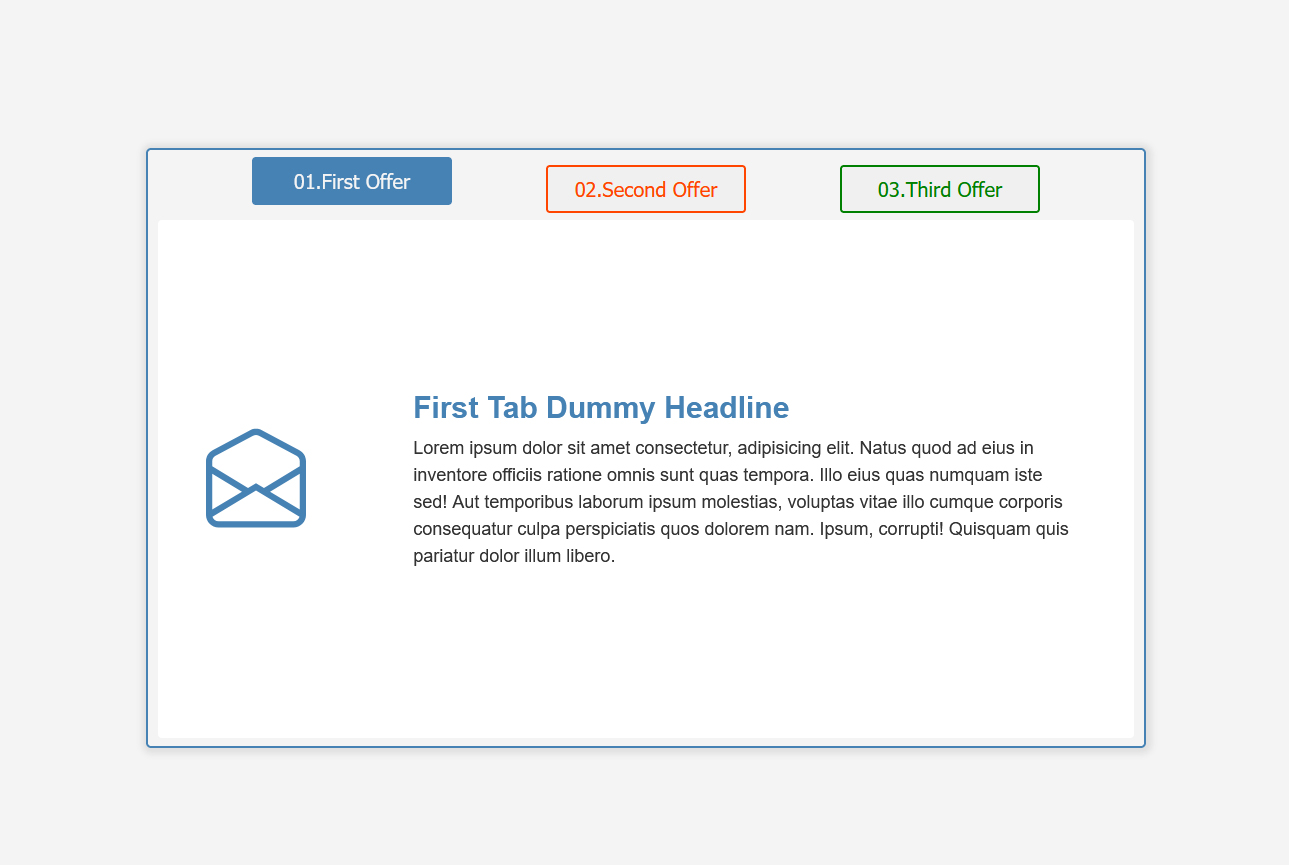 01.First Offer
02.Second Offer
03.Third Offer
First Tab Dummy Headline
Lorem ipsum dolor sit amet consectetur, adipisicing elit. Natus quod ad eius in
inventore officiis ratione omnis sunt quas tempora. Illo eius quas numquam iste
sed! Aut temporibus laborum ipsum molestias, voluptas vitae illo cumque corporis
consequatur culpa perspiciatis quos dolorem nam. Ipsum, corrupti! Quisquam quis
pariatur dolor illum libero.